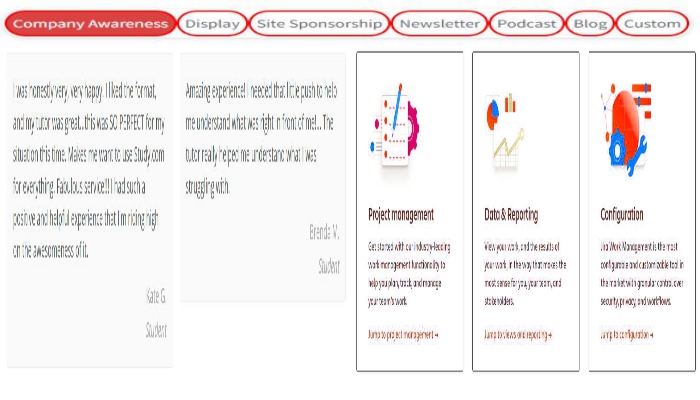 Company Awareness Display Site Sponsorship Newsletter Podcast Blog Custom
I was honestly very, very happy. I liked the format,
and my tutor was great...this was SO PERFECT for my
situation this time. Makes me want to use Study.com
for everything. Fabulous service!!! I had such a
positive and helpful experience that I'm riding high
on the awesomeness of it.
Kate G.
Student
Amazing experience! I needed that little push to help
me understand what was right in front of me!... The
tutor really helped me understand what I was
struggling with.
Brenda M.
Student
Project management
Get started with our industry-leading
work management functionality to
help you plan, track, and manage
your team's work.
Jump to project management →
Data & Reporting
View your work, and the results of
your work, in the way that makes the
most sense for you, your team, and
stakeholders.
Jump to views and reporting →
Configuration
Jira Work Management is the most
configurable and customizable tool in
the market with granular control over
security, privacy, and workflows.
Jump to configuration →